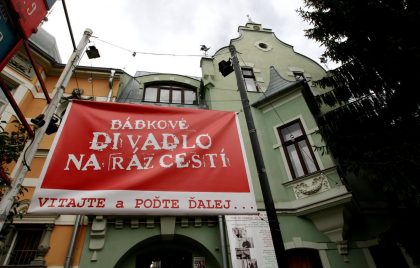 BÁBKOVÉ
DIVADLO
NA RÁZCESTÍ
VITAJTE a POĎTE ĎALEJ...